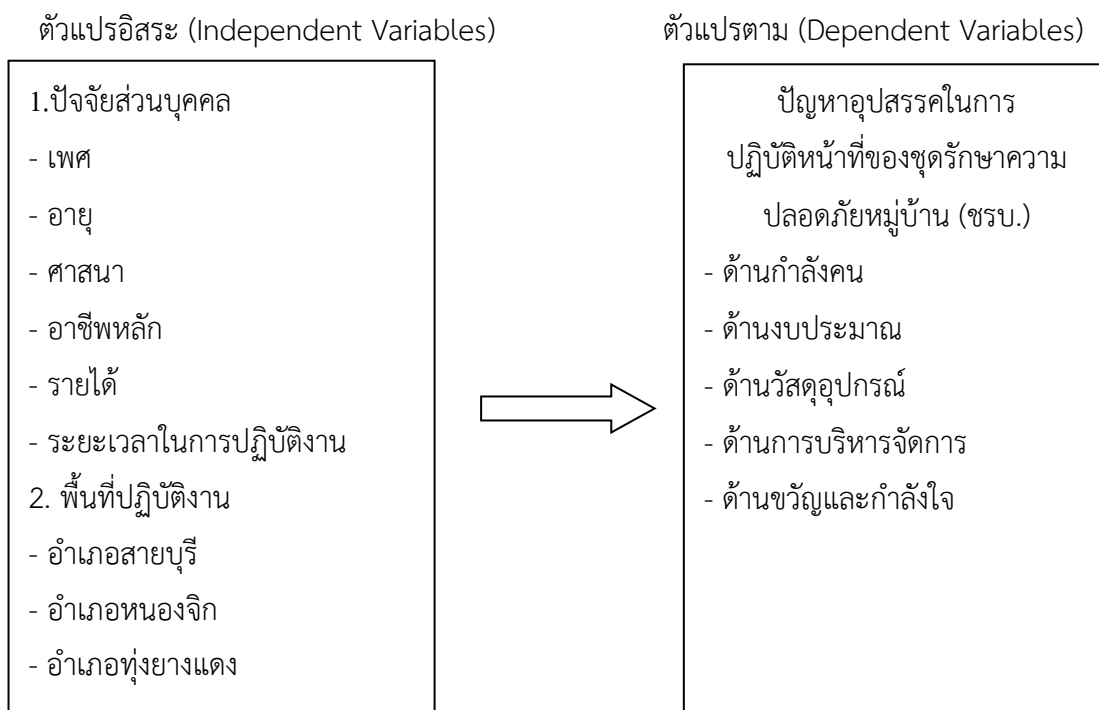 ตัวแปรอิสระ (Independent Variables)
1.ปัจจัยส่วนบุคคล
- เพศ
- อายุ
- ศาสนา
- อาชีพหลัก
- รายได้
- ระยะเวลาในการปฏิบัติงาน
2. พื้นที่ปฏิบัติงาน
- อำเภอสายบุรี
- อำเภอหนองจิก
- อำเภอทุ่งยางแดง
ตัวแปรตาม (Dependent Variables)
ปัญหาอุปสรรคในการ
ปฏิบัติหน้าที่ของชุดรักษาความ
ปลอดภัยหมู่บ้าน (ชรบ.)
- ด้านกำลังคน
- ด้านงบประมาณ
- ด้านวัสดุอุปกรณ์
- ด้านการบริหารจัดการ
- ด้านขวัญและกำลังใจ